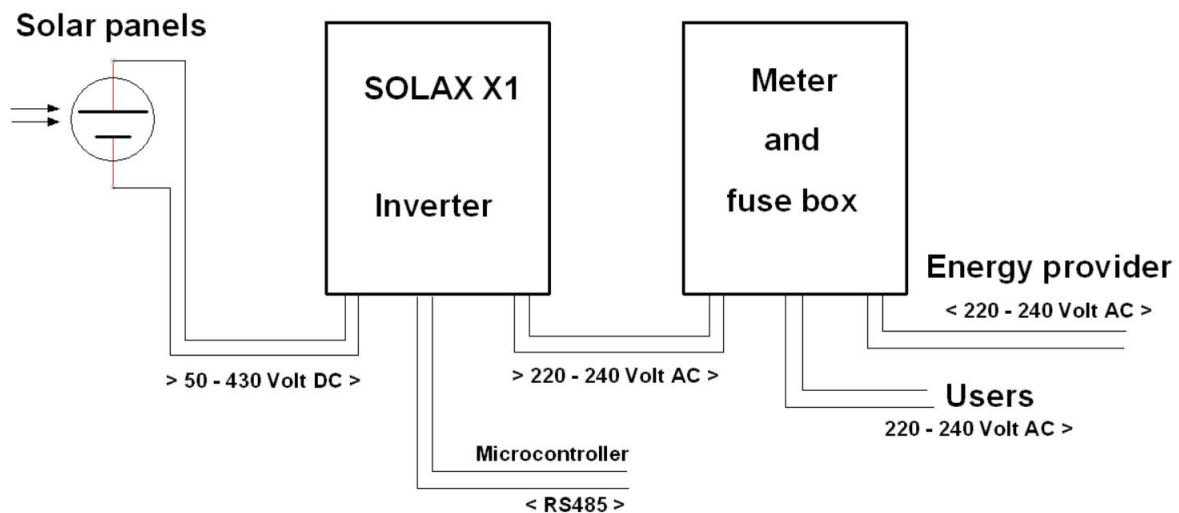 Solar panels
SOLAX X1
Inverter
Meter
and
fuse box
Energy provider
< 220 - 240 Volt AC >
> 50 - 430 Volt DC >
> 220 - 240 Volt AC >
Users
220 - 240 Volt AC >
Microcontroller
< RS485 >